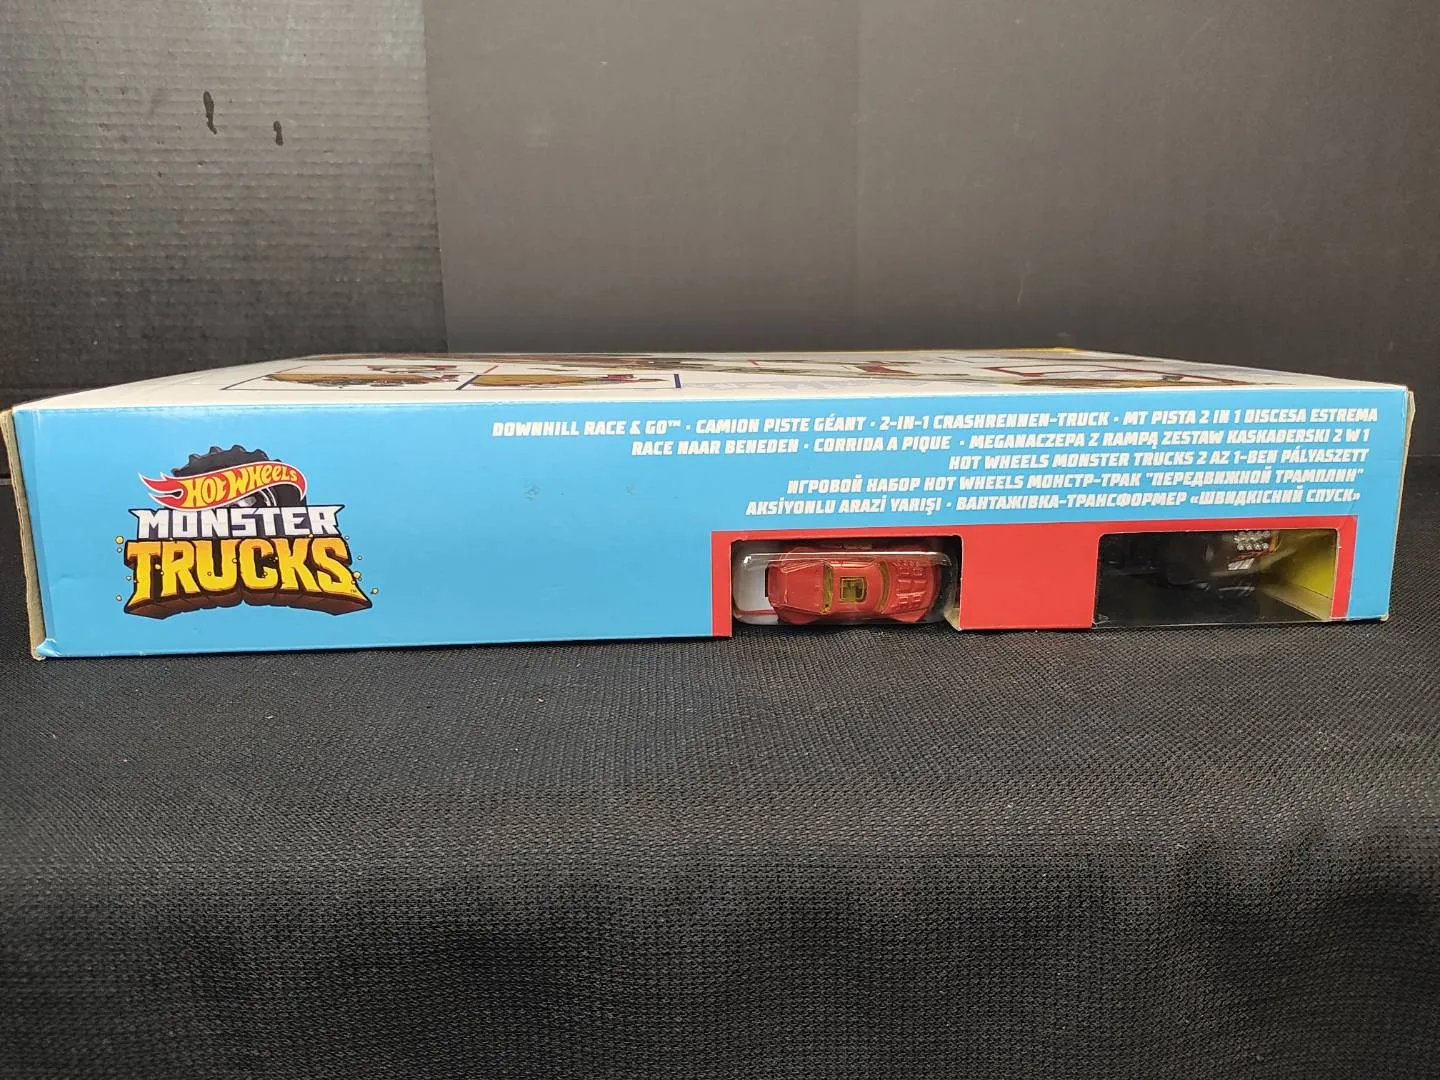 HOT WHEELS
MONSTER
TRUCKS™
DOWNHILL RACE & GO™ · CAMION PISTE GÉANT · 2-IN-1 CRASHRENNEN-TRUCK · MT PISTA 2 IN 1 DISCESA ESTREMA
RACE NAAR BENEDEN · CORRIDA A PIQUE · MEGANACZEPA Z RAMPĄ ZESTAW KASKADERSKI 2 W 1
HOT WHEELS MONSTER TRUCKS 2 AZ 1-BEN PÁLYASZETT
ИГРОВОЙ НАБОР HOT WHEELS МОНСТР-ТРАК "ПЕРЕДВИЖНОЙ ТРАМПЛИН"
AKSİYONLU ARAZİ YARIŞI · ВАНТАЖІВКА-ТРАНСФОРМЕР «ШВИДКІСНИЙ СПУСК»